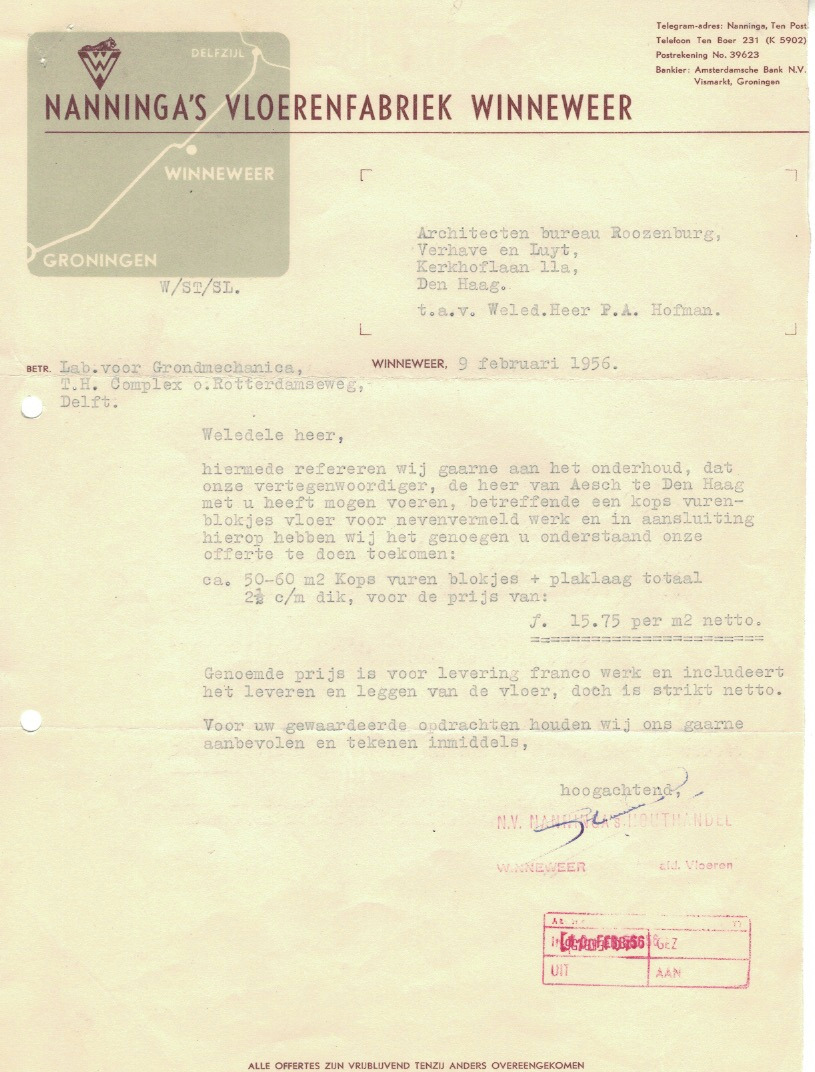 Telegram-adres: Nanninga, Ten Post.
Telefoon Ten Boer 231 (K 5902)
Postrekening No. 39623
Bankier: Amsterdamsche Bank N.V.
Vismarkt, Groningen
DELFZIJL
NANNINGA'S VLOERENFABRIEK WINNEWEER
WINNEWEER
GRONINGEN
W/ST/SL.
Architecten bureau Roozenburg,
Verhave en Luyt,
Kerkhoflaan 11a,
Den Haag.
t.a.v. Weled.Heer P.A. Hofman.
BETR. Lab.voor Grondmechanica,
T.H. Complex o.Rotterdamseweg,
Delft.
WINNEWEER, 9 februari 1956.
Weledele heer,
hiermede refereren wij gaarne aan het onderhoud, dat
onze vertegenwoordiger, de heer van Aesch te Den Haag
met u heeft mogen voeren, betreffende een kops vuren-
blokjes vloer voor nevenvermeld werk en in aansluiting
hierop hebben wij het genoegen u onderstaand onze
offerte te doen toekomen:
ca. 50-60 m2 Kops vuren blokjes + plaklaag totaal
2½ c/m dik, voor de prijs van:
f. 15.75 per m2 netto.
Genoemde prijs is voor levering franco werk en includeert
het leveren en leggen van de vloer, doch is strikt netto.
Voor uw gewaardeerde opdrachten houden wij ons gaarne
aanbevolen en tekenen inmiddels,
hoogachtend,
N.V. NANNINGA'S HOUTHANDEL
WINNEWEER afd. Vloeren
FEB 56 GEZ
UIT AAN
ALLE OFFERTES ZIJN VRIJBLIJVEND TENZIJ ANDERS OVEREENGEKOMEN